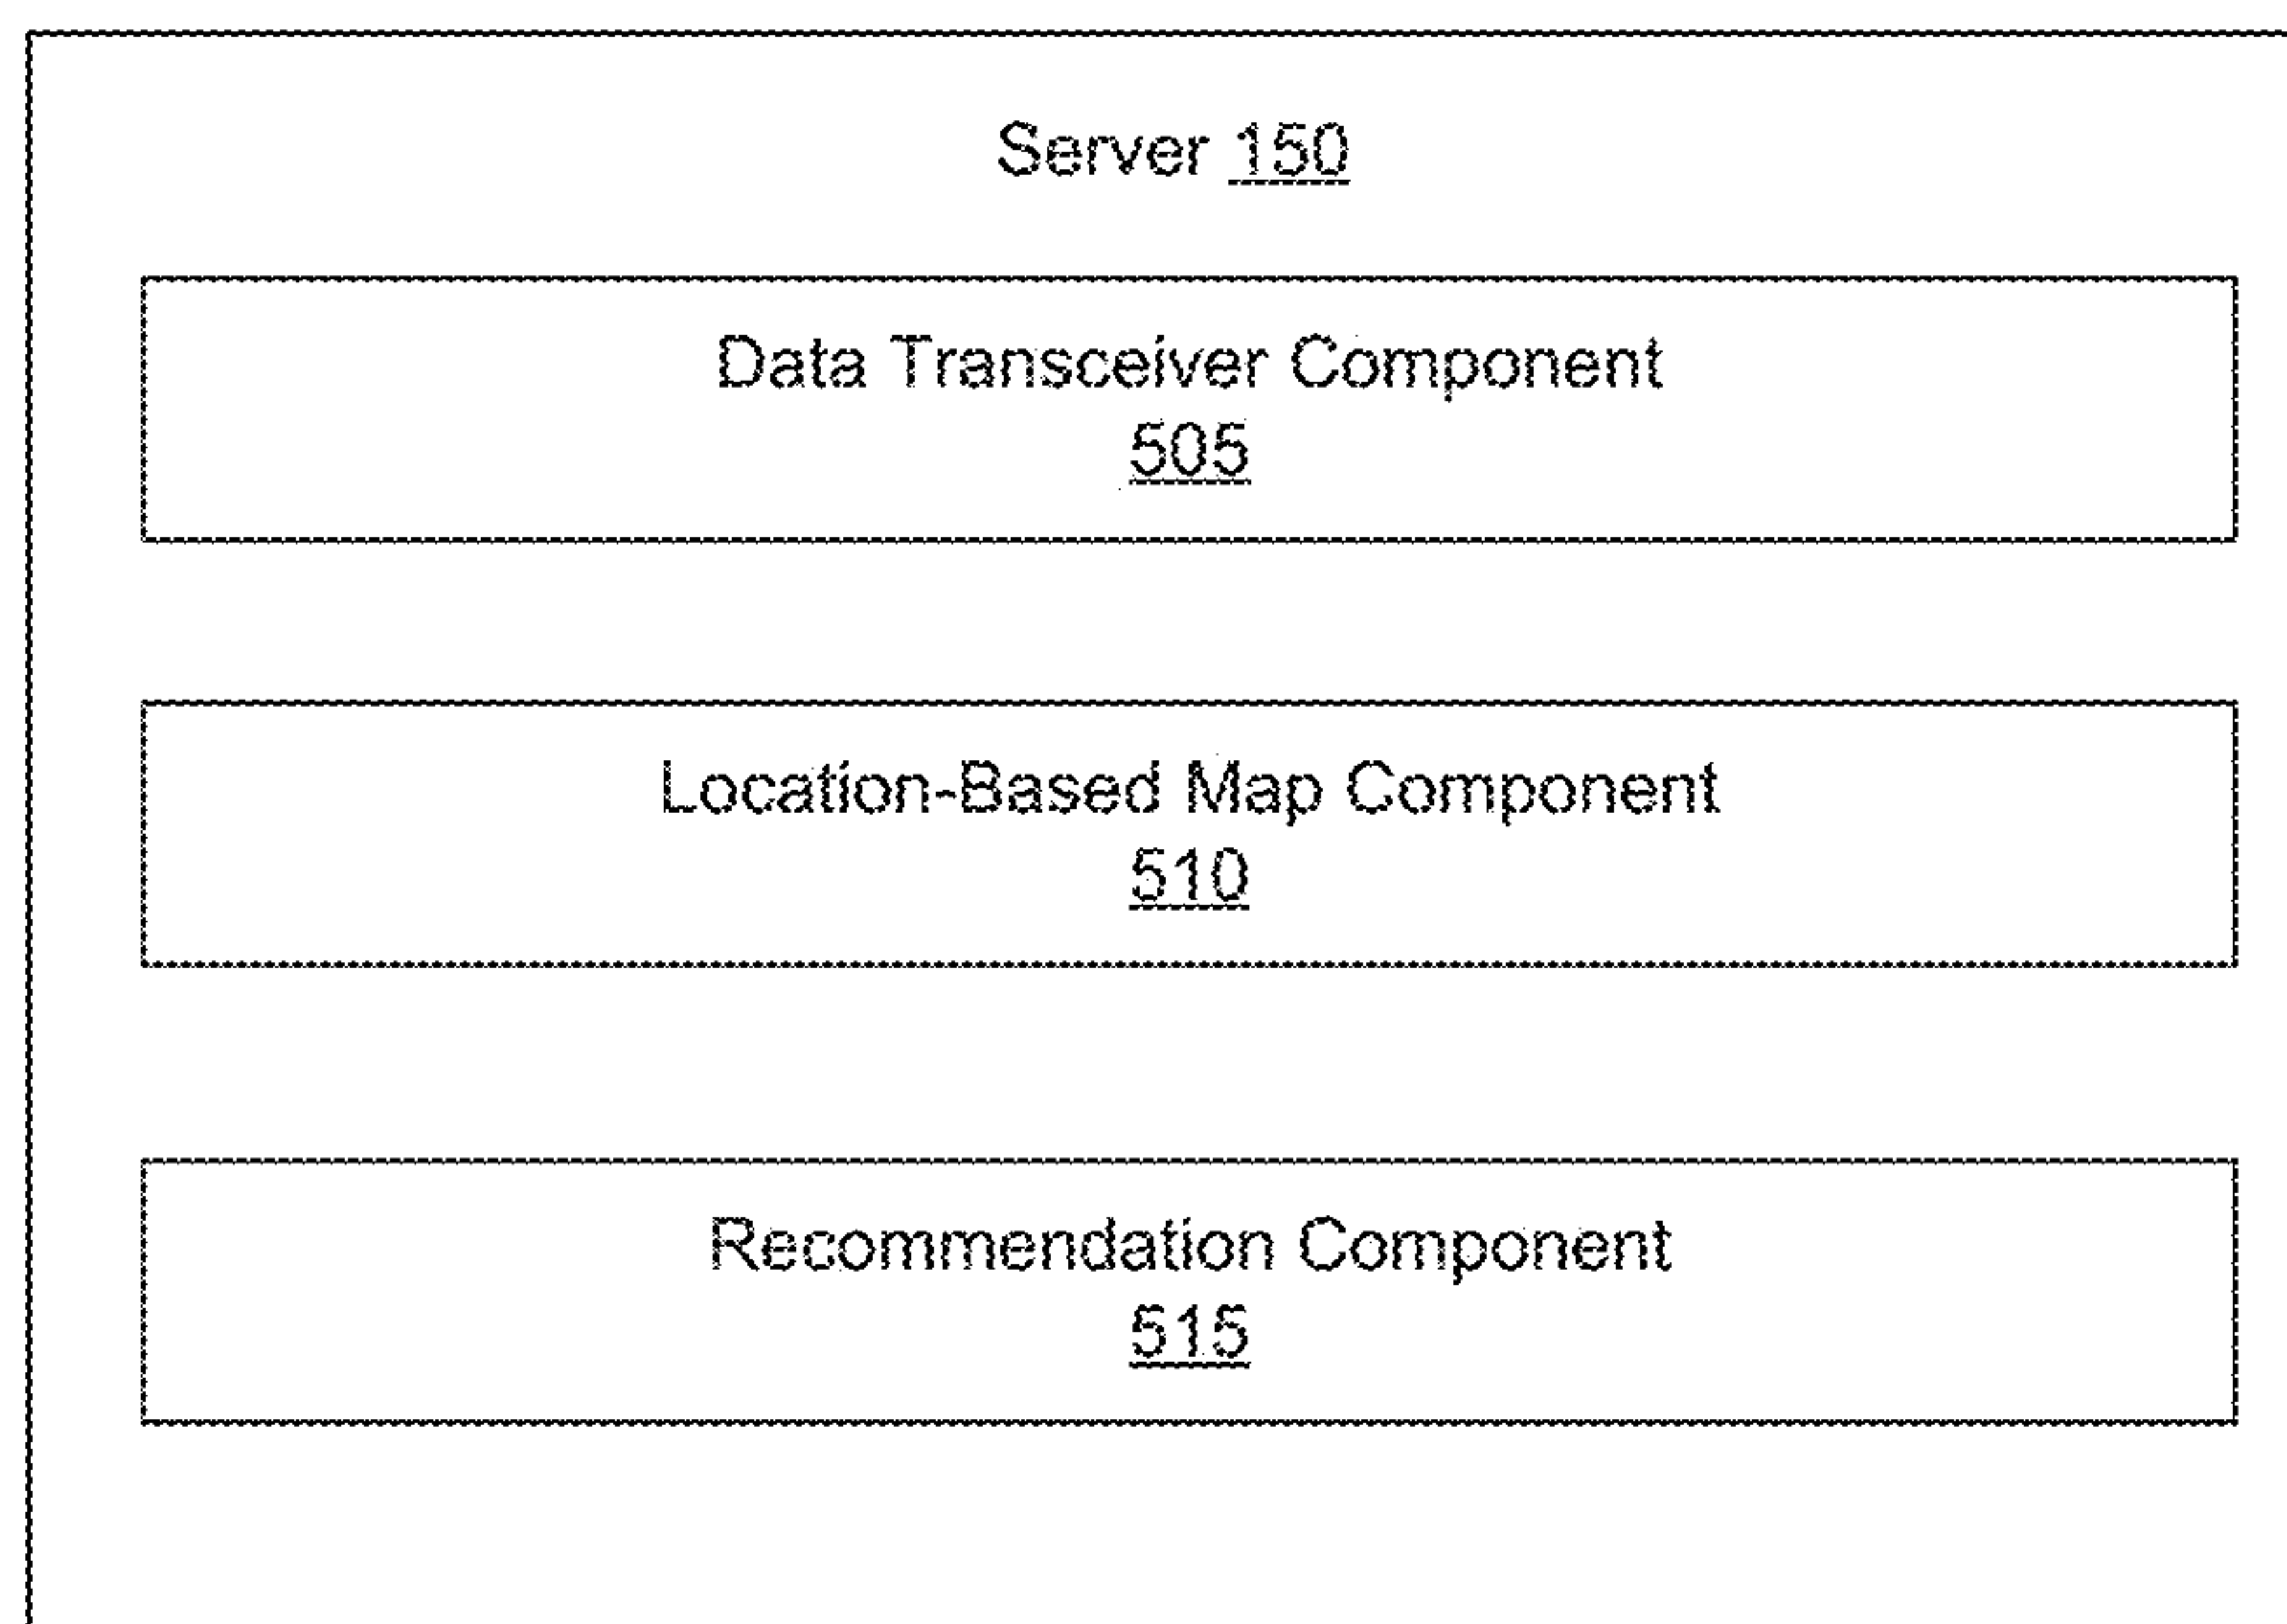 Server 150
Data Transceiver Component
505
Location-Based Map Component
510
Recommendation Component
515